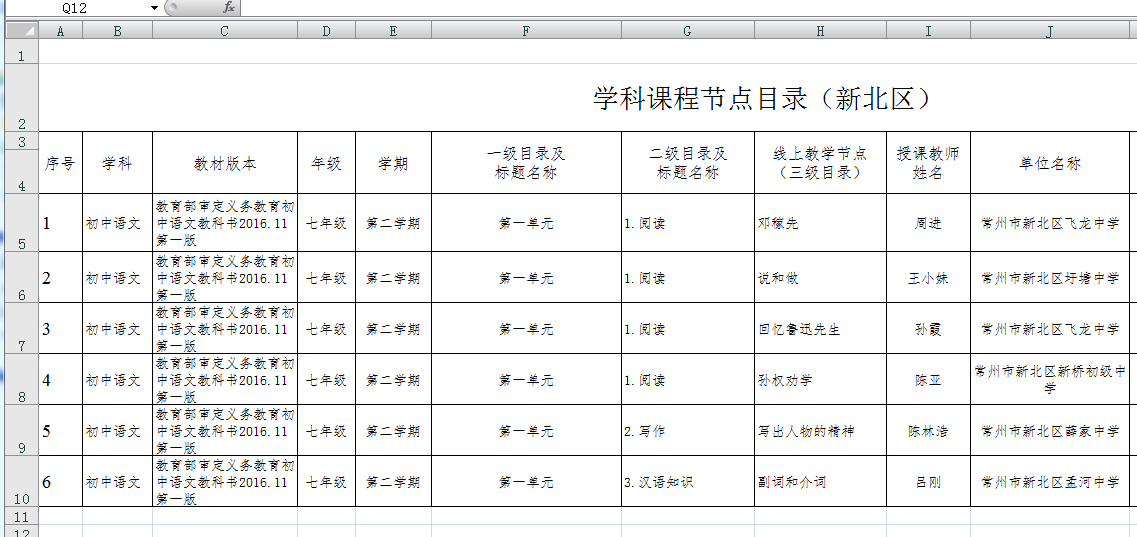 Q12 fx
A B C D E F G H I J
1
2 学科课程节点目录（新北区）
3
4
序号 学科 教材版本 年级 学期 一级目录及 二级目录及 线上教学节点 授课教师 单位名称
标题名称 标题名称 （三级目录） 姓名
5 1 初中语文 教育部审定义务教育初 七年级 第二学期 第一单元 1.阅读 邓稼先 周进 常州市新北区飞龙中学
中语文教科书2016.11
第一版
6 2 初中语文 教育部审定义务教育初 七年级 第二学期 第一单元 1.阅读 说和做 王小妹 常州市新北区圩塘中学
中语文教科书2016.11
第一版
7 3 初中语文 教育部审定义务教育初 七年级 第二学期 第一单元 1.阅读 回忆鲁迅先生 孙霞 常州市新北区飞龙中学
中语文教科书2016.11
第一版
8 4 初中语文 教育部审定义务教育初 七年级 第二学期 第一单元 1.阅读 孙权劝学 陈亚 常州市新北区新桥初级中
中语文教科书2016.11 学
第一版
9 5 初中语文 教育部审定义务教育初 七年级 第二学期 第一单元 2.写作 写出人物的精神 陈林浩 常州市新北区薛家中学
中语文教科书2016.11
第一版
10 6 初中语文 教育部审定义务教育初 七年级 第二学期 第一单元 3.汉语知识 副词和介词 吕刚 常州市新北区孟河中学
中语文教科书2016.11
第一版
11
12